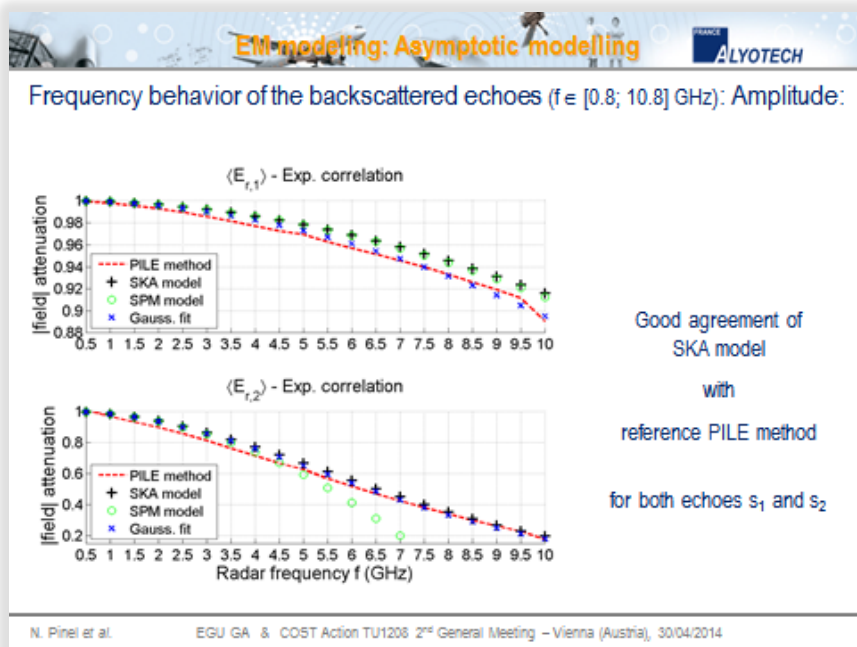 EM modeling: Asymptotic modelling
FRANCE
ALYOTECH
Frequency behavior of the backscattered echoes (f ∈ [0.8; 10.8] GHz): Amplitude:
⟨E_r,1⟩ - Exp. correlation
|field| attenuation
1
0.98
0.96
0.94
0.92
0.9
0.88
PILE method
SKA model
SPM model
Gauss. fit
0.5 1 1.5 2 2.5 3 3.5 4 4.5 5 5.5 6 6.5 7 7.5 8 8.5 9 9.5 10
⟨E_r,2⟩ - Exp. correlation
|field| attenuation
1
0.8
0.6
0.4
0.2
PILE method
SKA model
SPM model
Gauss. fit
0.5 1 1.5 2 2.5 3 3.5 4 4.5 5 5.5 6 6.5 7 7.5 8 8.5 9 9.5 10
Radar frequency f (GHz)
Good agreement of
SKA model
with
reference PILE method
for both echoes s₁ and s₂
N. Pinel et al.
EGU GA & COST Action TU1208 2nd General Meeting – Vienna (Austria), 30/04/2014